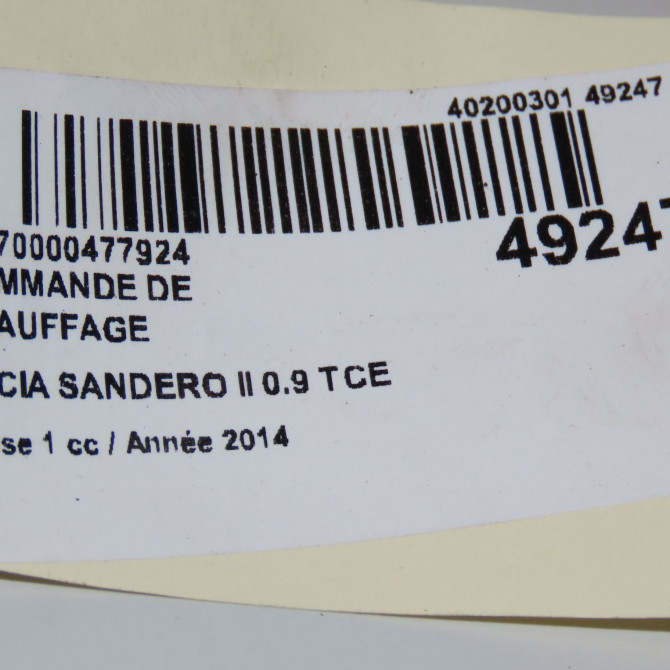 40200301 49247
49247
70000477924
MMANDE DE
AUFFAGE
CIA SANDERO II 0.9 TCE
se 1 cc / Année 2014